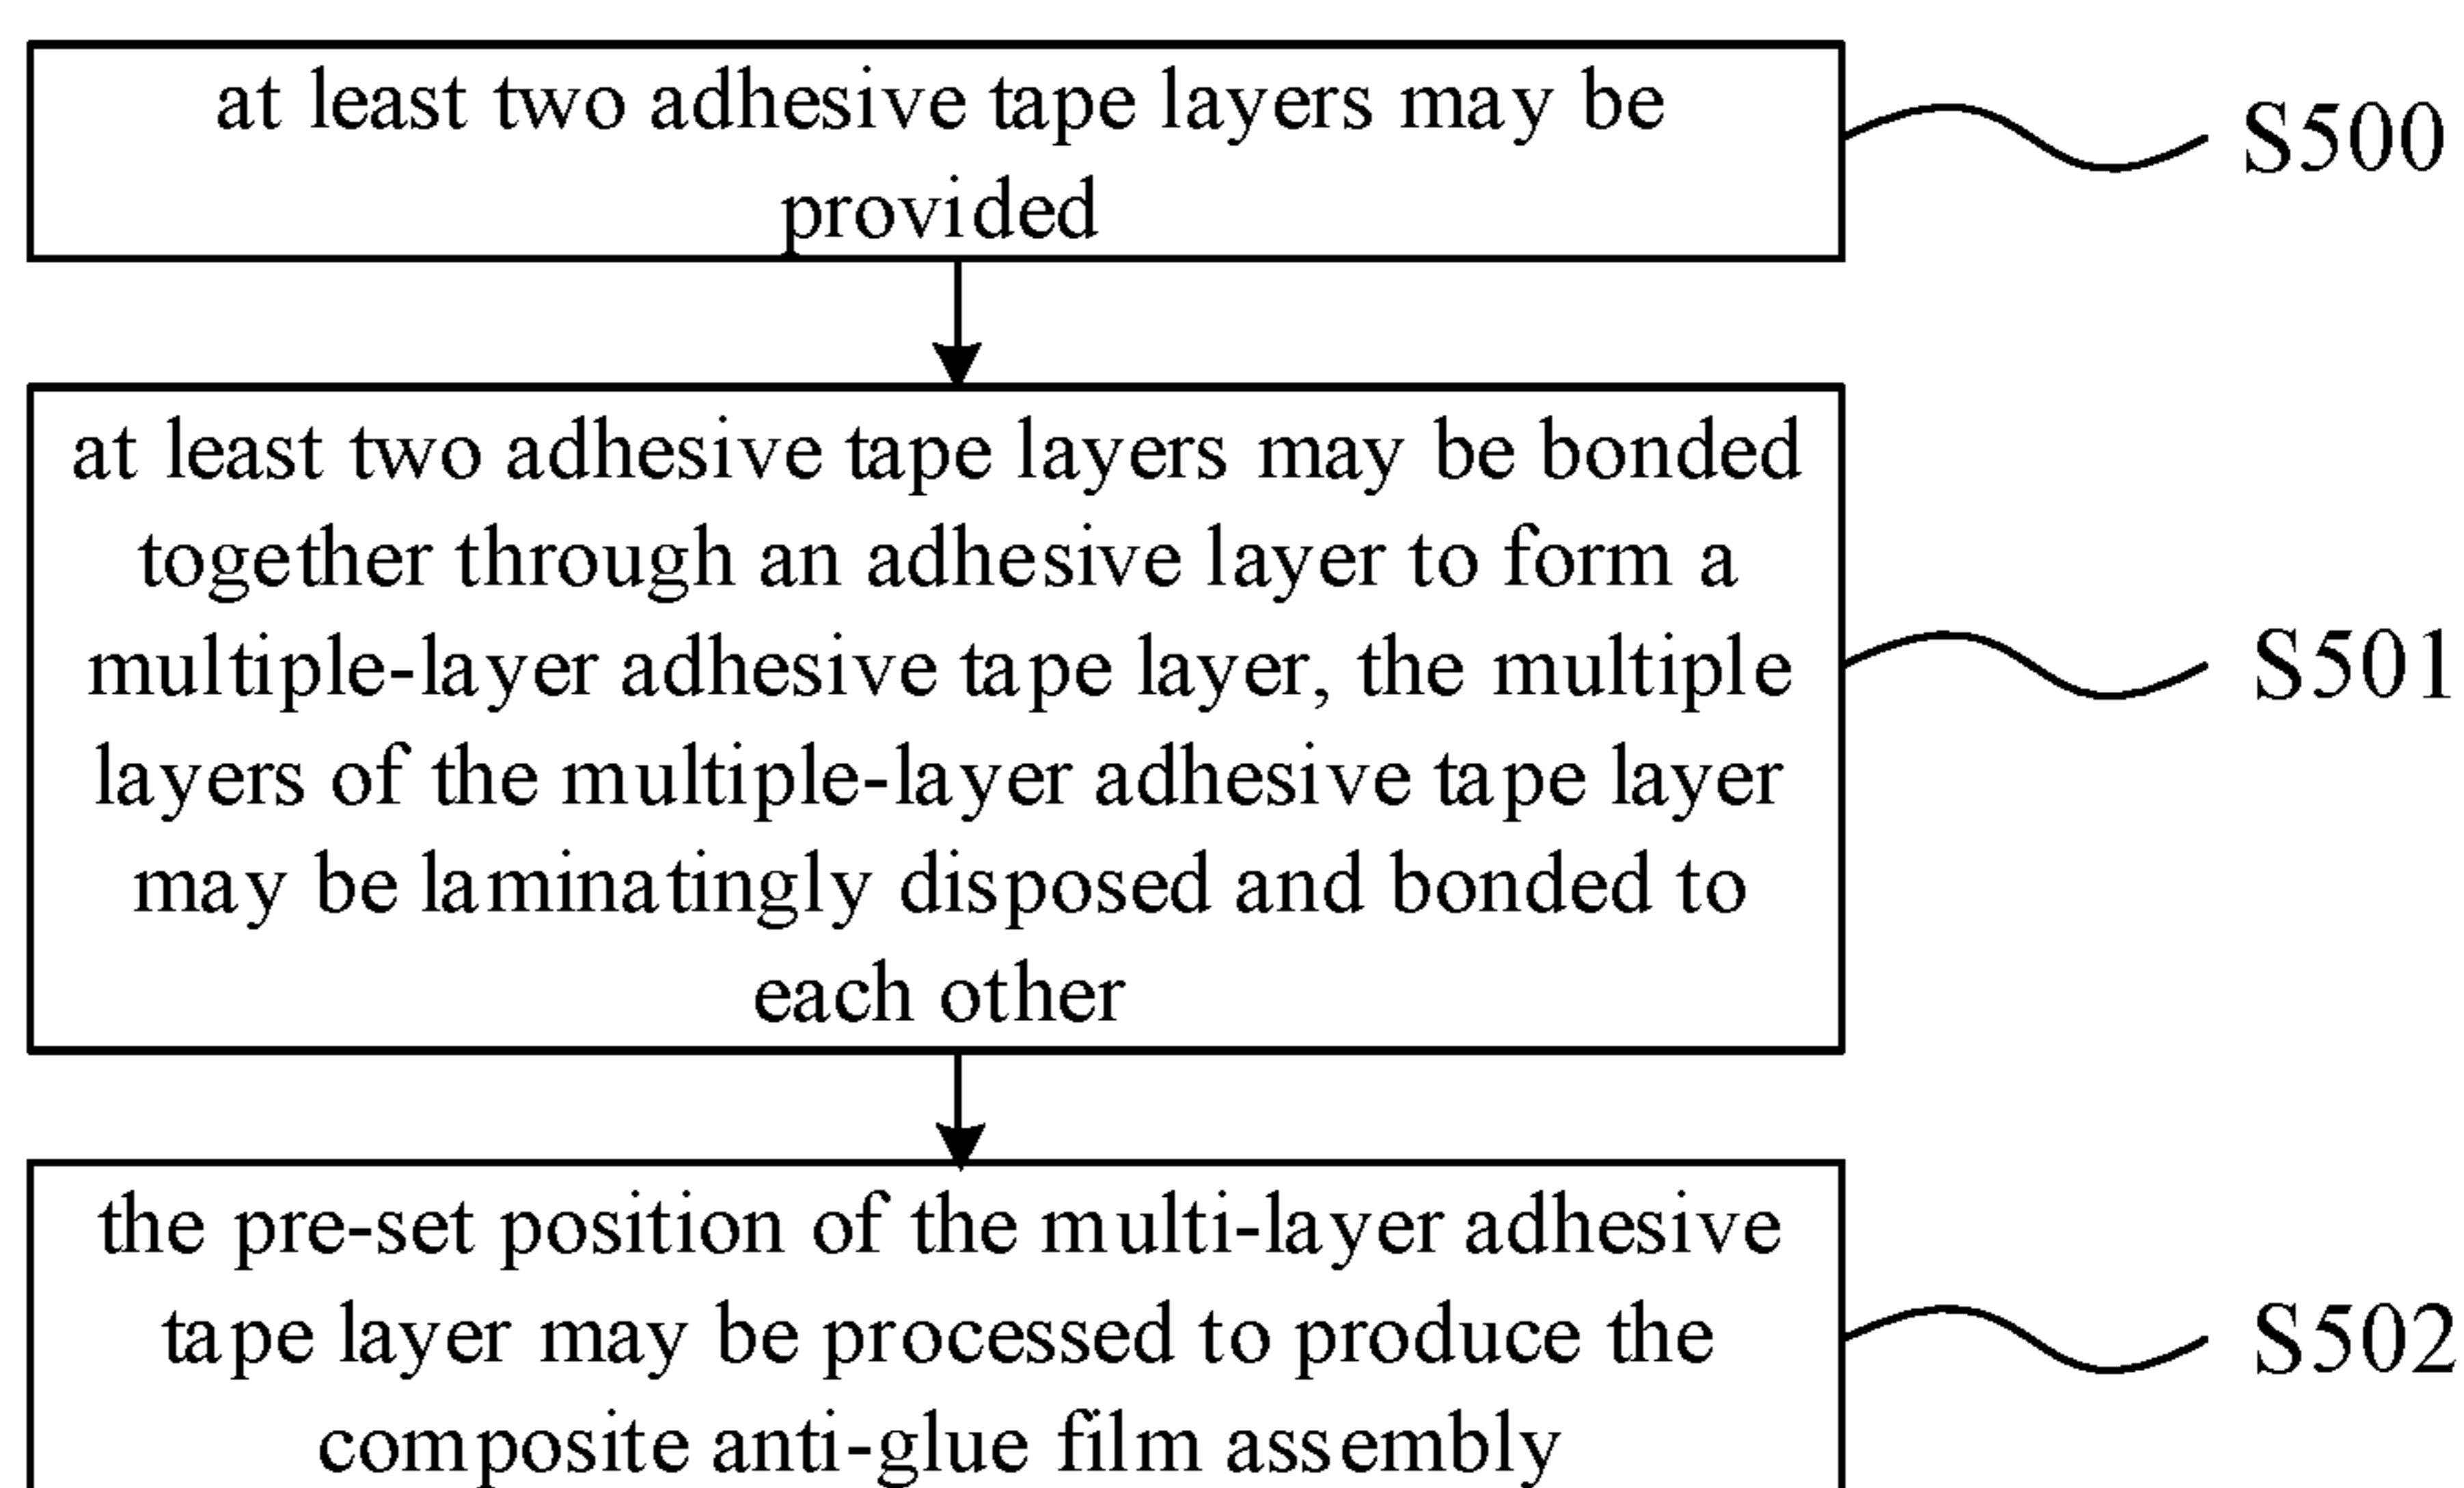 at least two adhesive tape layers may be
provided
S500
at least two adhesive tape layers may be bonded
together through an adhesive layer to form a
multiple-layer adhesive tape layer, the multiple
layers of the multiple-layer adhesive tape layer
may be laminatingly disposed and bonded to
each other
S501
the pre-set position of the multi-layer adhesive
tape layer may be processed to produce the
composite anti-glue film assembly
S502